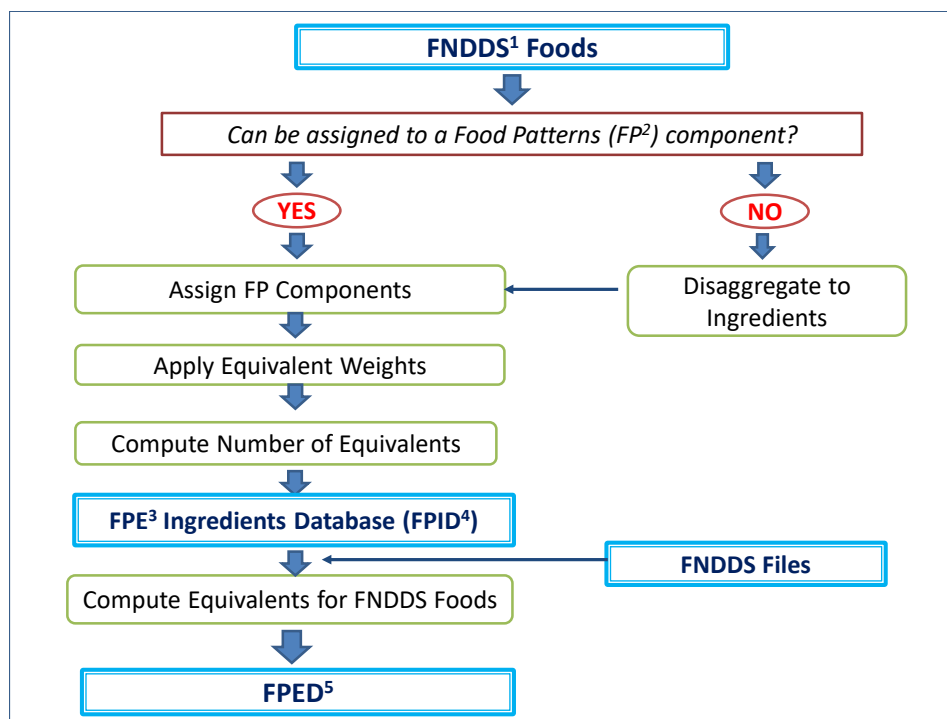 FNDDS¹ Foods
Can be assigned to a Food Patterns (FP²) component?
YES
NO
Assign FP Components
Disaggregate to
Ingredients
Apply Equivalent Weights
Compute Number of Equivalents
FPE³ Ingredients Database (FPID⁴)
FNDDS Files
Compute Equivalents for FNDDS Foods
FPED⁵